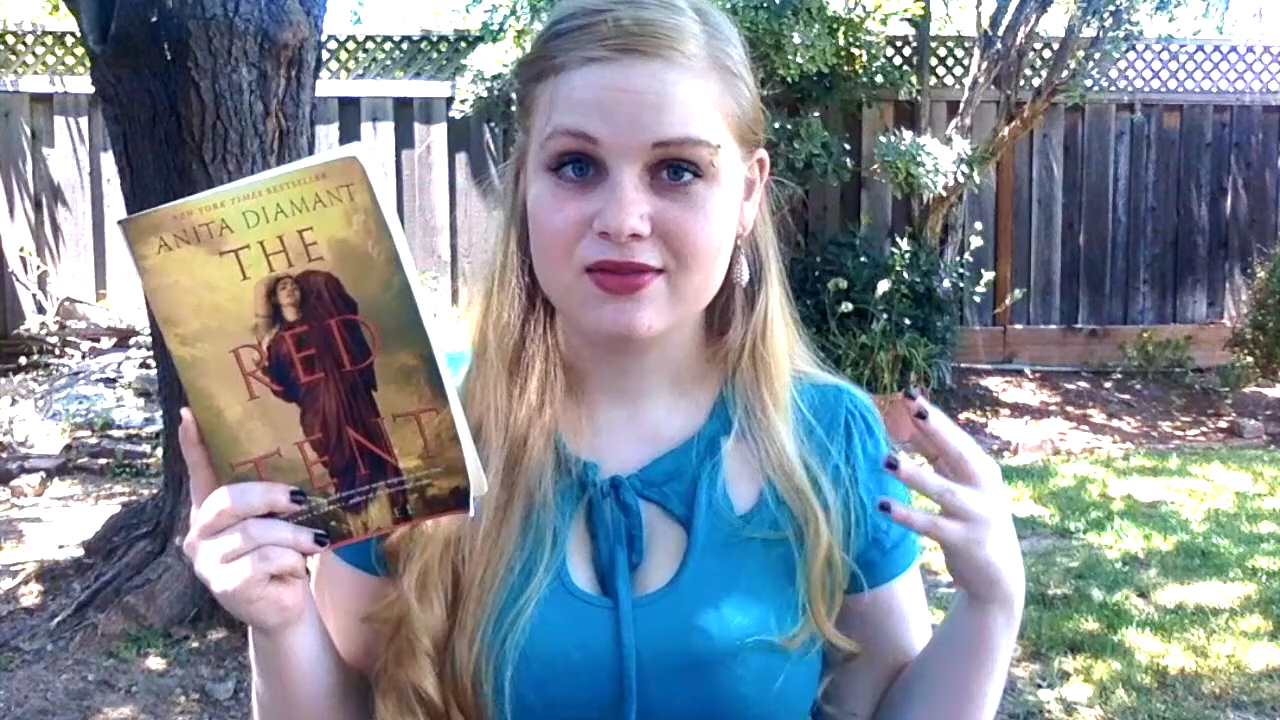 NEW YORK TIMES BESTSELLER
ANITA DIAMANT
THE
RED
TENT